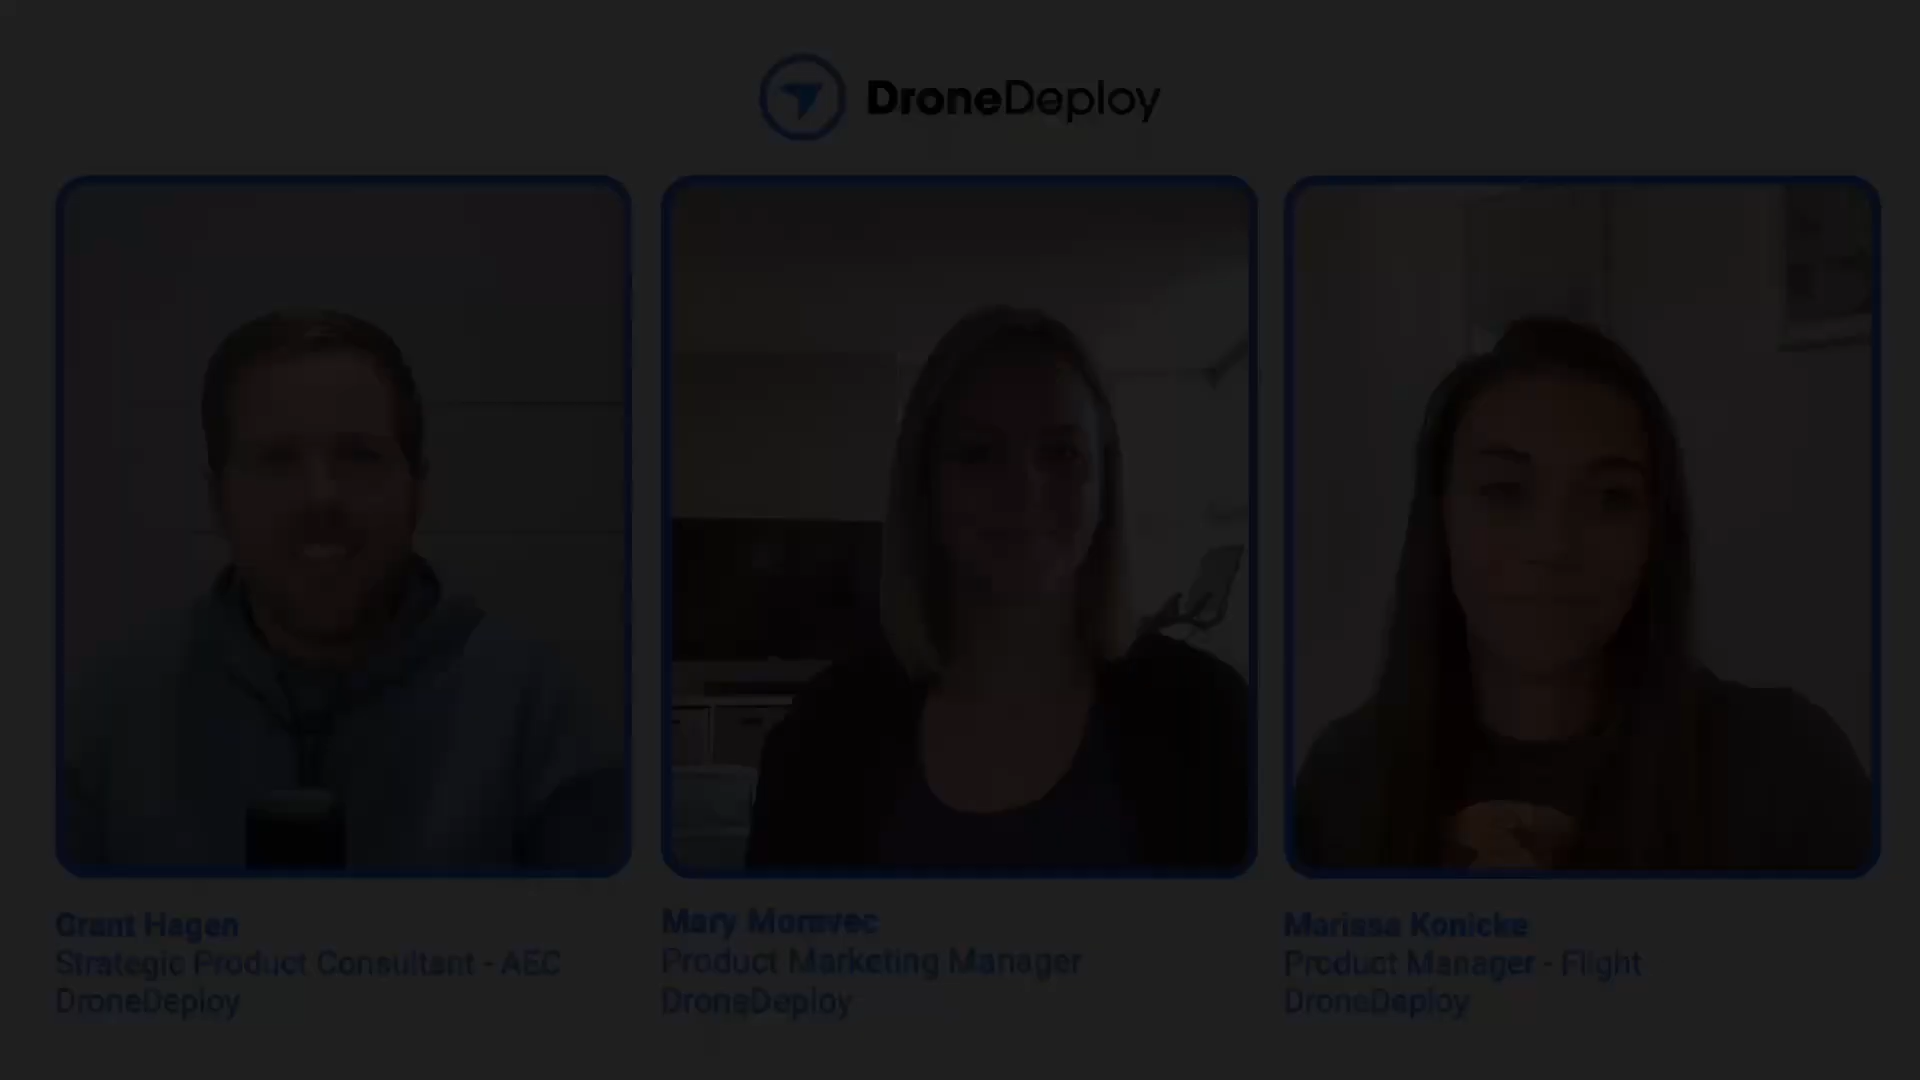 DroneDeploy
Grant Hagen
Strategic Product Consultant - AEC
DroneDeploy
Mary Moravec
Product Marketing Manager
DroneDeploy
Marissa Konicke
Product Manager - Flight
DroneDeploy